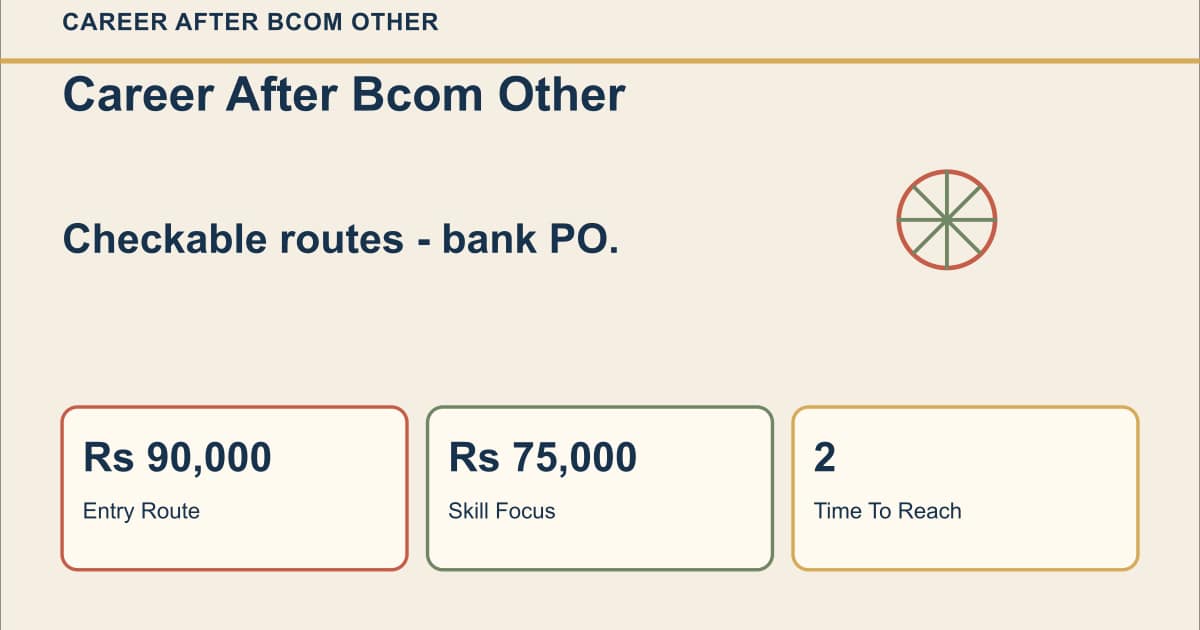 CAREER AFTER BCOM OTHER
Career After Bcom Other
Checkable routes - bank PO.
Rs 90,000
Entry Route
Rs 75,000
Skill Focus
2
Time To Reach